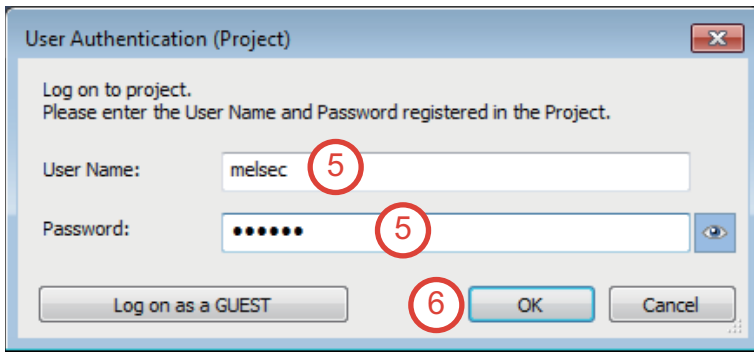 User Authentication (Project)
Log on to project.
Please enter the User Name and Password registered in the Project.
User Name: melsec 5
Password: ●●●●●● 5
Log on as a GUEST 6 OK Cancel